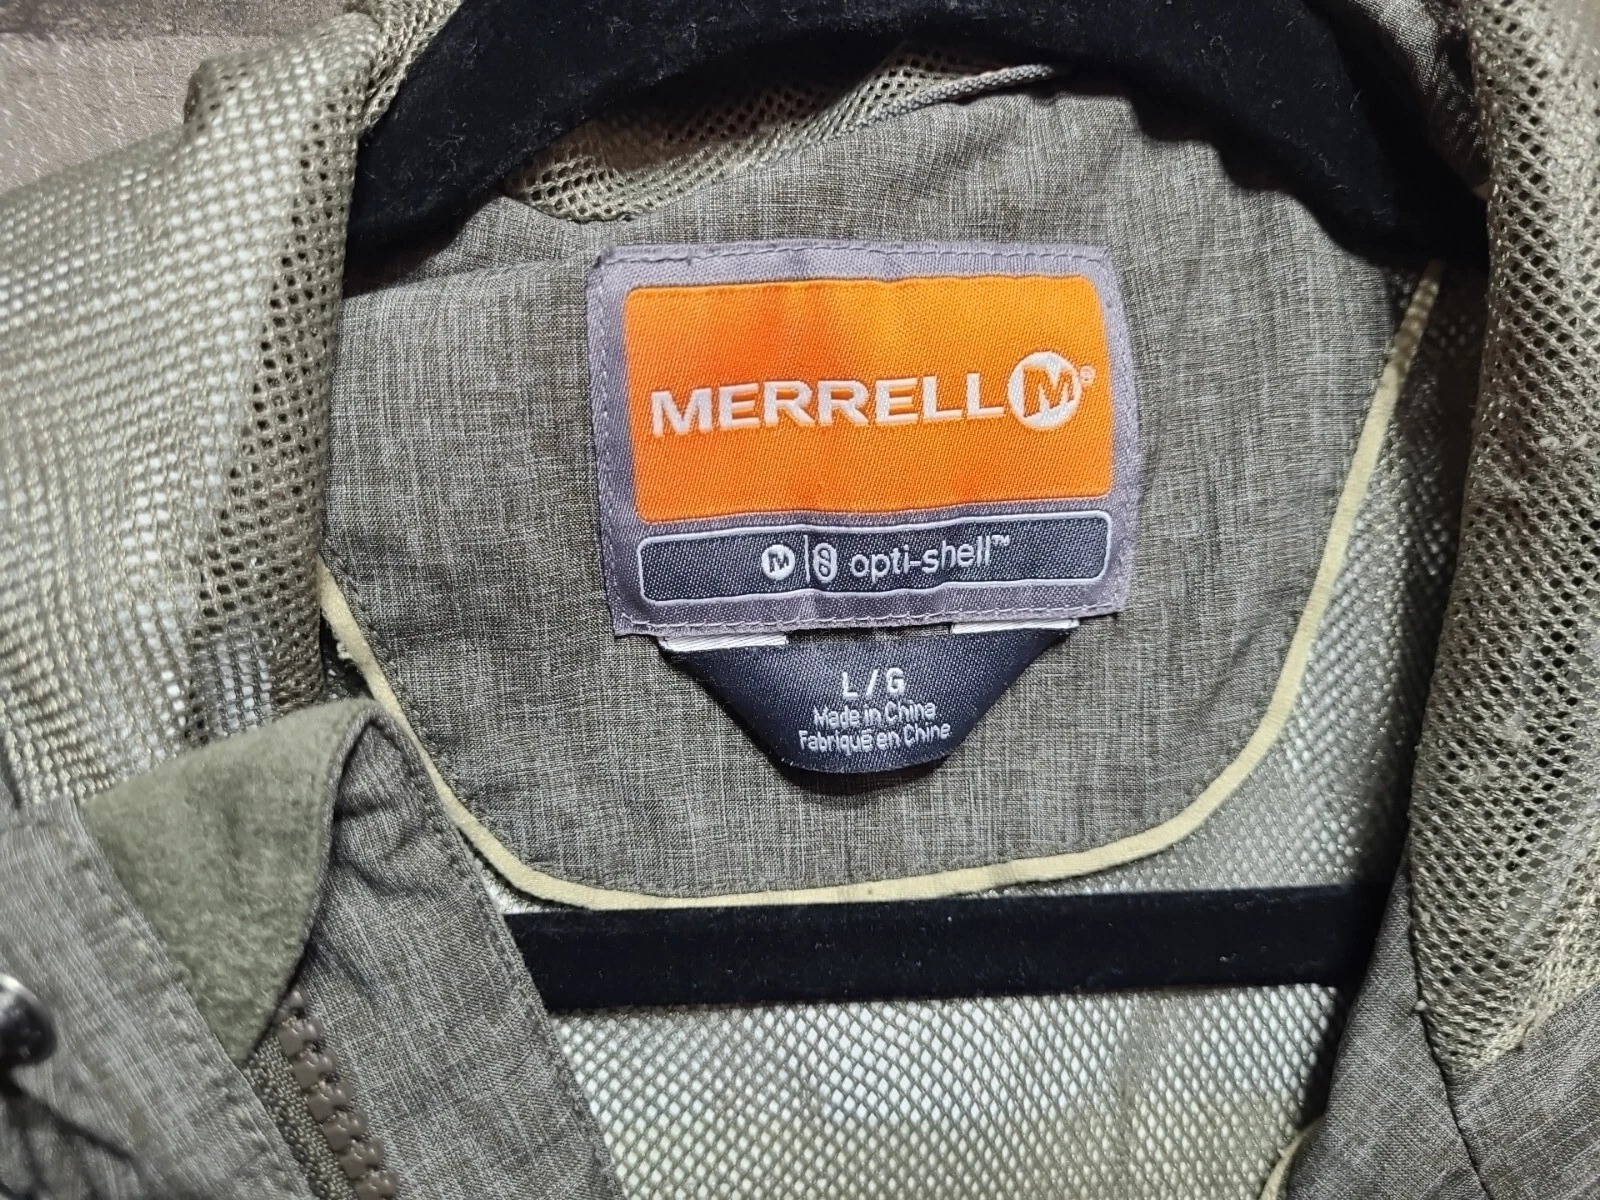 MERRELL M®
M opti-shell™
L / G
Made in China
Fabriqué en Chine